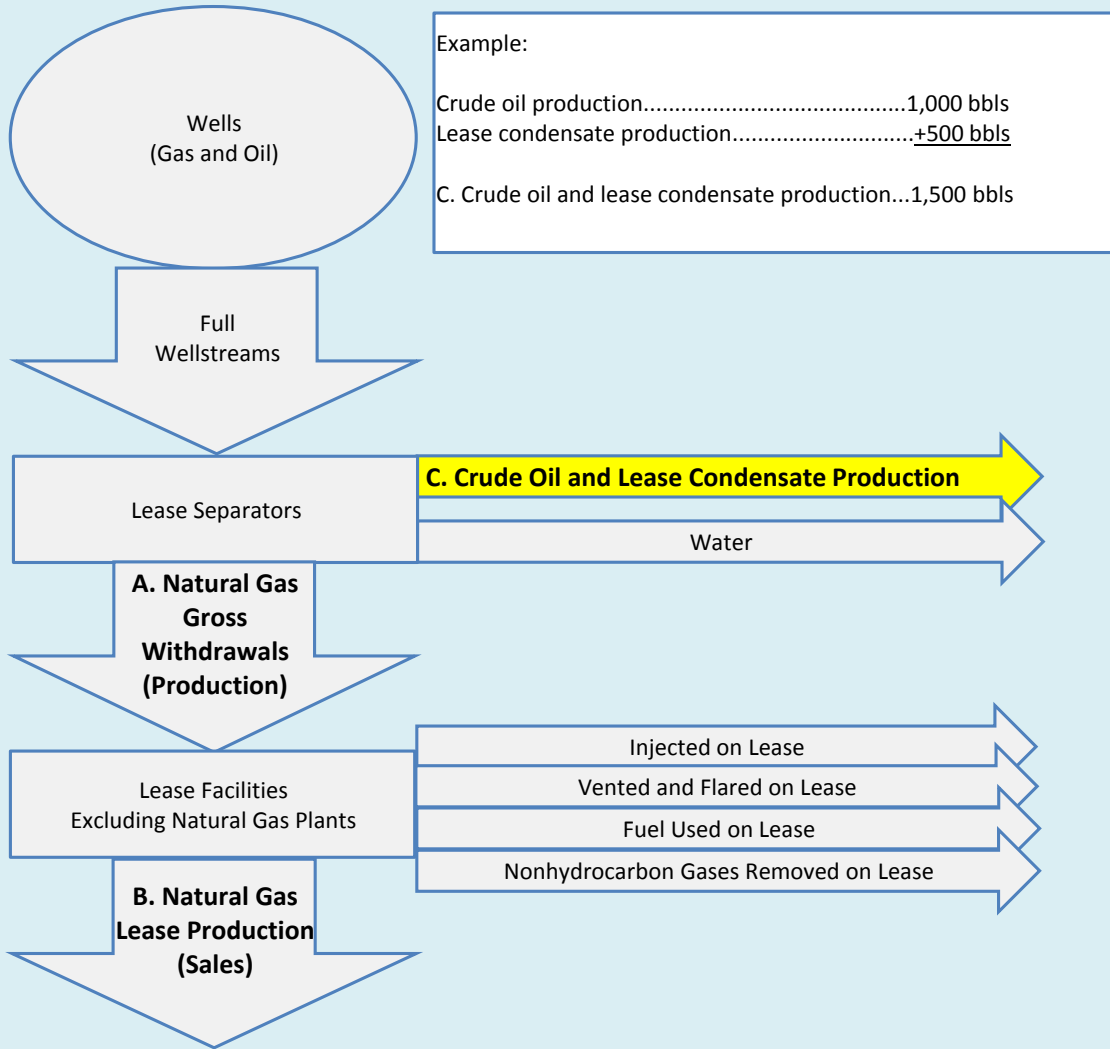 Wells
(Gas and Oil)
Example:
Crude oil production..........................................1,000 bbls
Lease condensate production................................+500 bbls
C. Crude oil and lease condensate production...1,500 bbls
Full
Wellstreams
Lease Separators
C. Crude Oil and Lease Condensate Production
Water
A. Natural Gas
Gross
Withdrawals
(Production)
Lease Facilities
Excluding Natural Gas Plants
Injected on Lease
Vented and Flared on Lease
Fuel Used on Lease
Nonhydrocarbon Gases Removed on Lease
B. Natural Gas
Lease Production
(Sales)